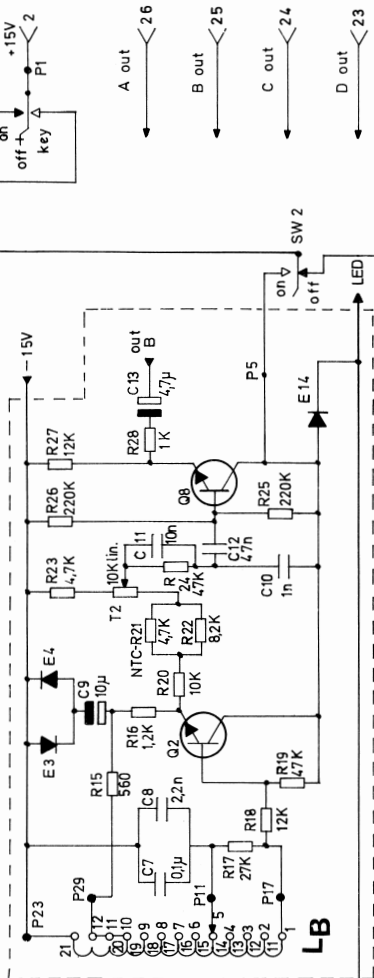 +15V
2
P1
on
off +
key
A out
26
B out
25
C out
24
D out
23
SW 2
on
off
LED
-15V
P5
E14
out
B
C13
4,7µ
R28
1K
R27
12K
R26
220K
Q8
R25
220K
R23
4,7K
10K lin.
T2
C11
10n
R
24
47K
C12
47n
C10
1n
NTC-R21
4,7K
R22
8,2K
R20
10K
E4
E3
C9
10µ
R16
1,2K
Q2
R15
560
R19
47K
R18
12K
C8
2,2n
C7
0,1µ
R17
27K
P23
P29
P11
P17
21
12
11
20
10
19
9
18
8
17
7
16
6
15
5
14
4
13
3
12
2
11
1
LB